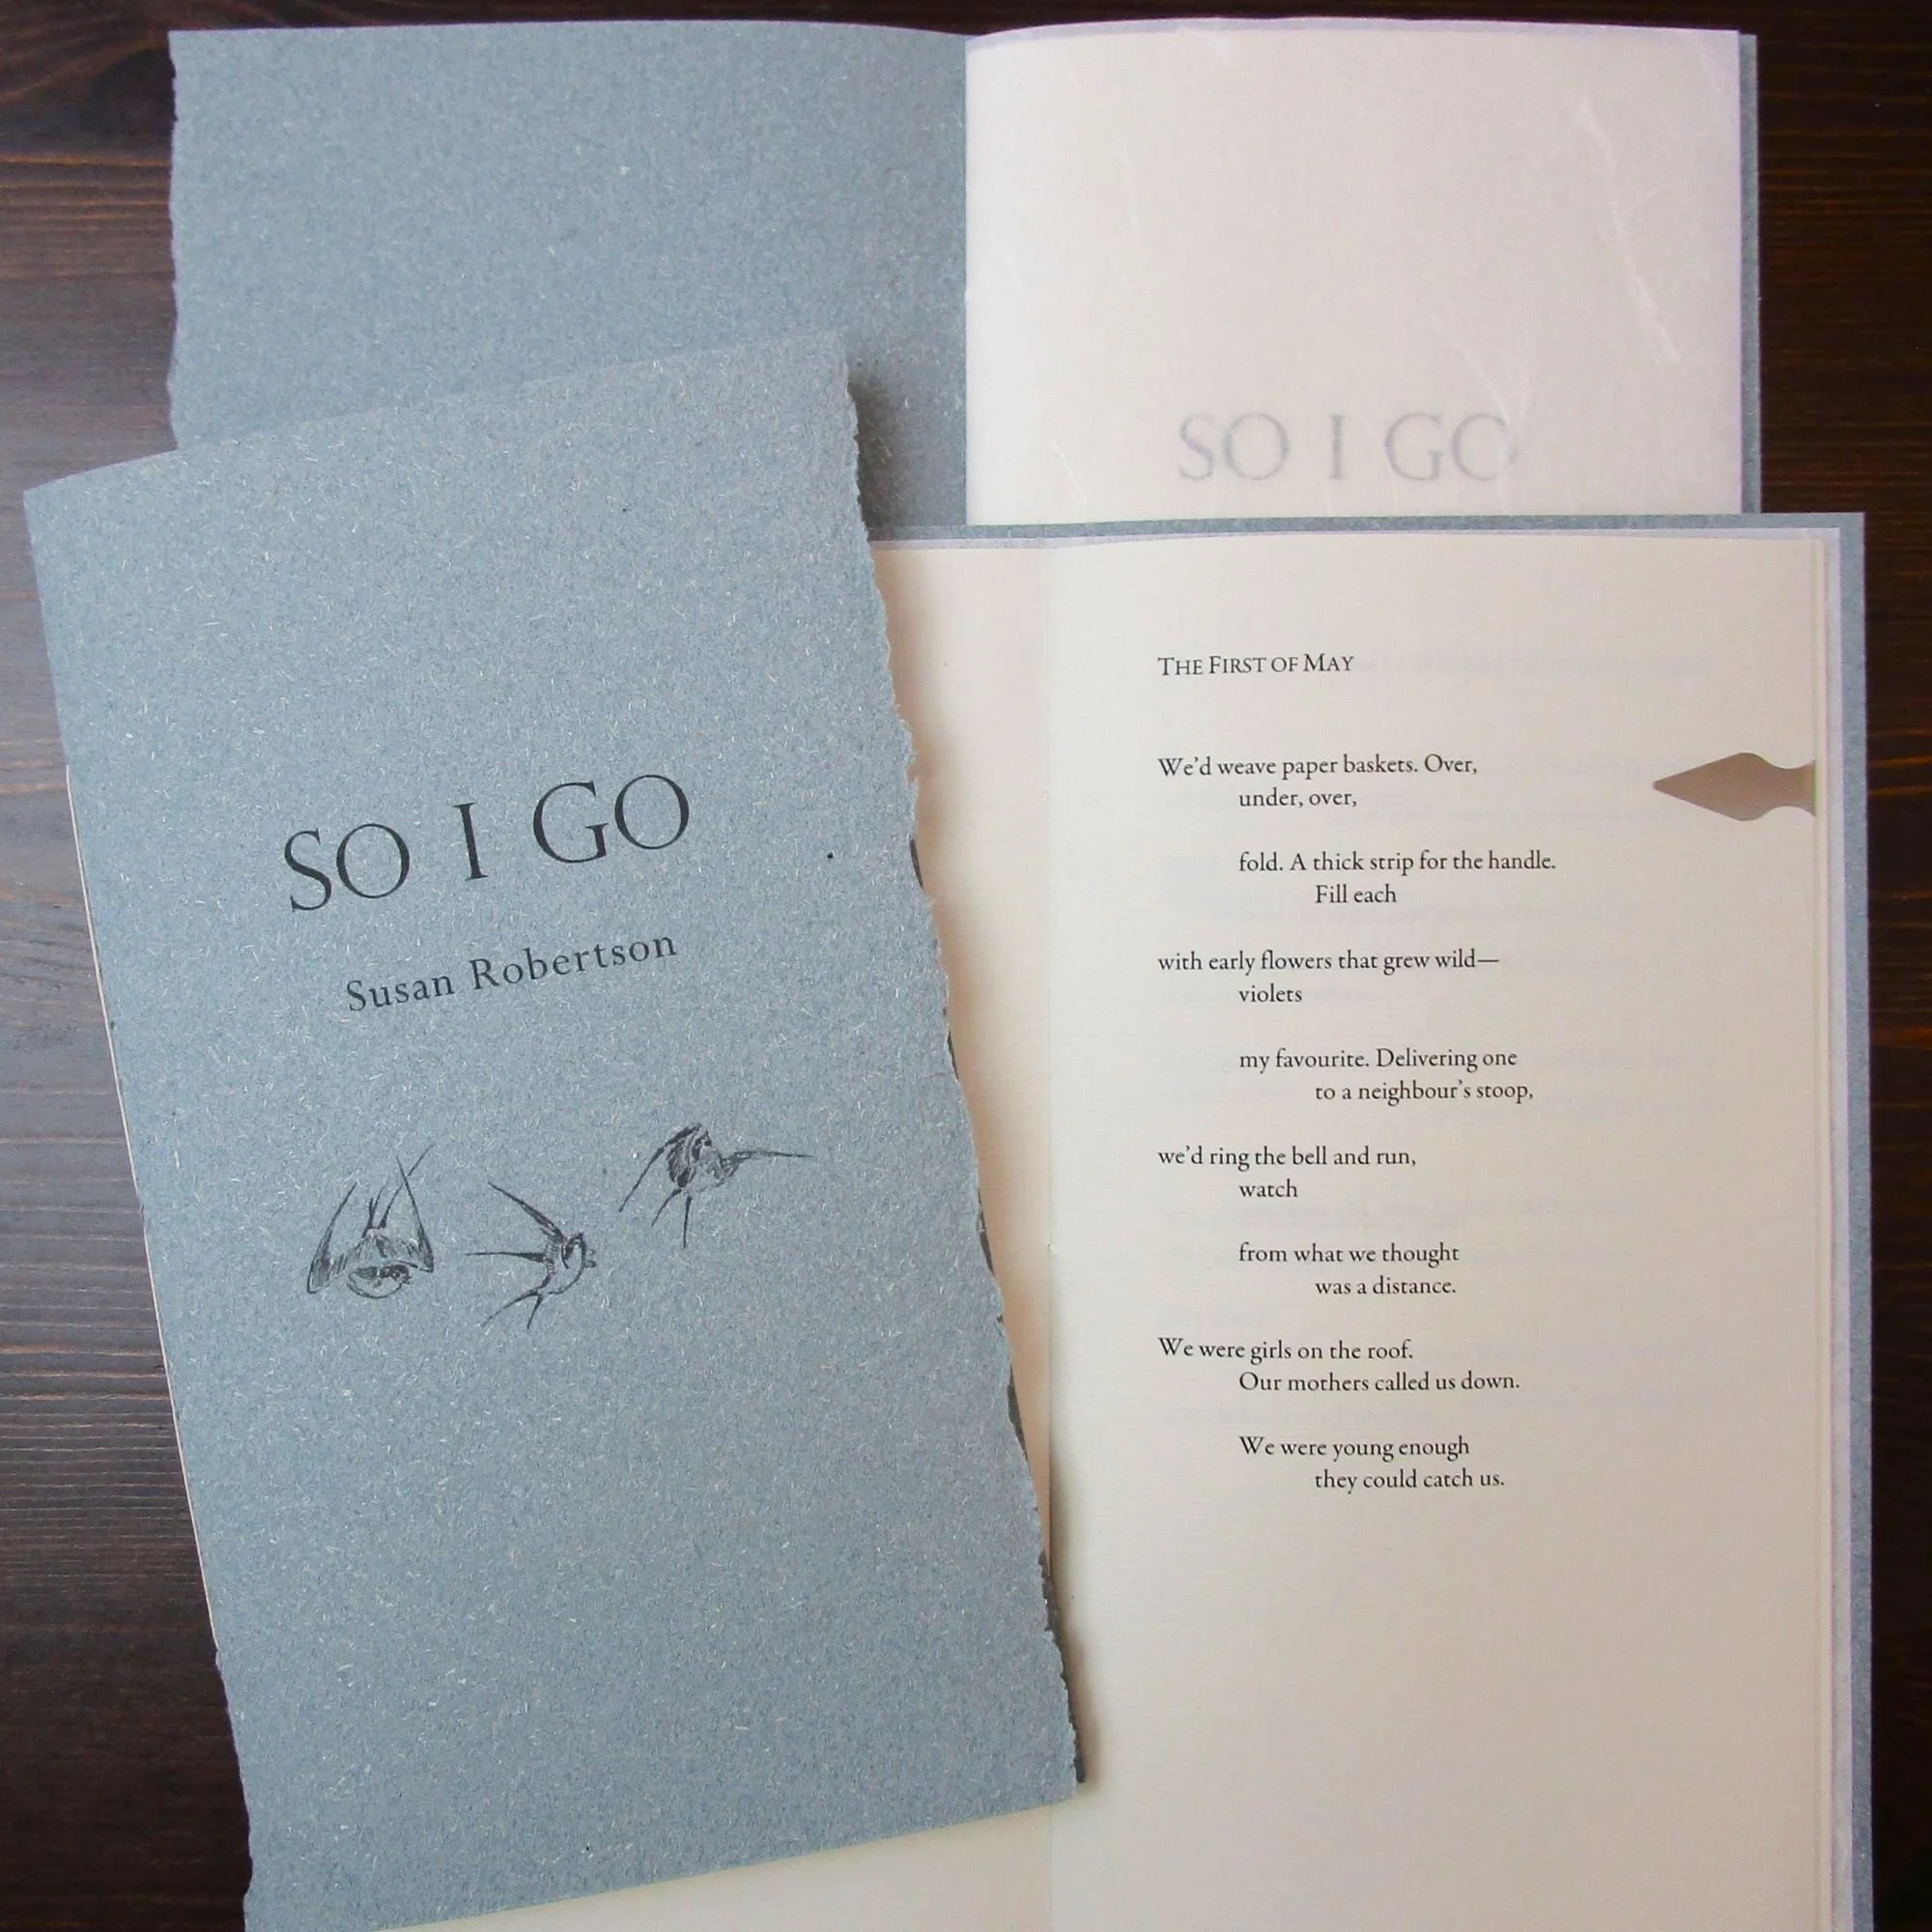 SO I GO
SO I GO
Susan Robertson
THE FIRST OF MAY
We’d weave paper baskets. Over,
under, over,
fold. A thick strip for the handle.
Fill each
with early flowers that grew wild—
violets
my favourite. Delivering one
to a neighbour’s stoop,
we’d ring the bell and run,
watch
from what we thought
was a distance.
We were girls on the roof.
Our mothers called us down.
We were young enough
they could catch us.